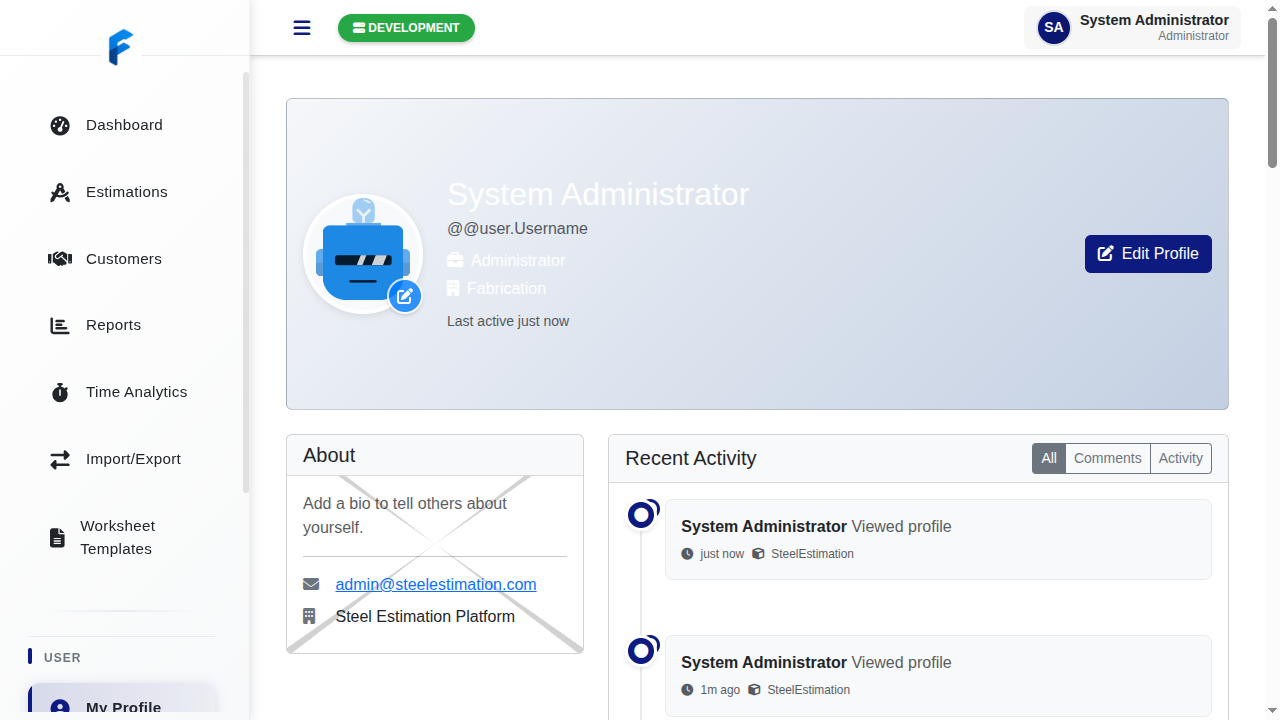 DEVELOPMENT
SA
System Administrator
Administrator
Dashboard
Estimations
Customers
Reports
Time Analytics
Import/Export
Worksheet
Templates
USER
My Profile
System Administrator
@@user.Username
Administrator
Fabrication
Last active just now
Edit Profile
About
Add a bio to tell others about
yourself.
admin@steelestimation.com
Steel Estimation Platform
Recent Activity
All
Comments
Activity
System Administrator Viewed profile
just now SteelEstimation
System Administrator Viewed profile
1m ago SteelEstimation